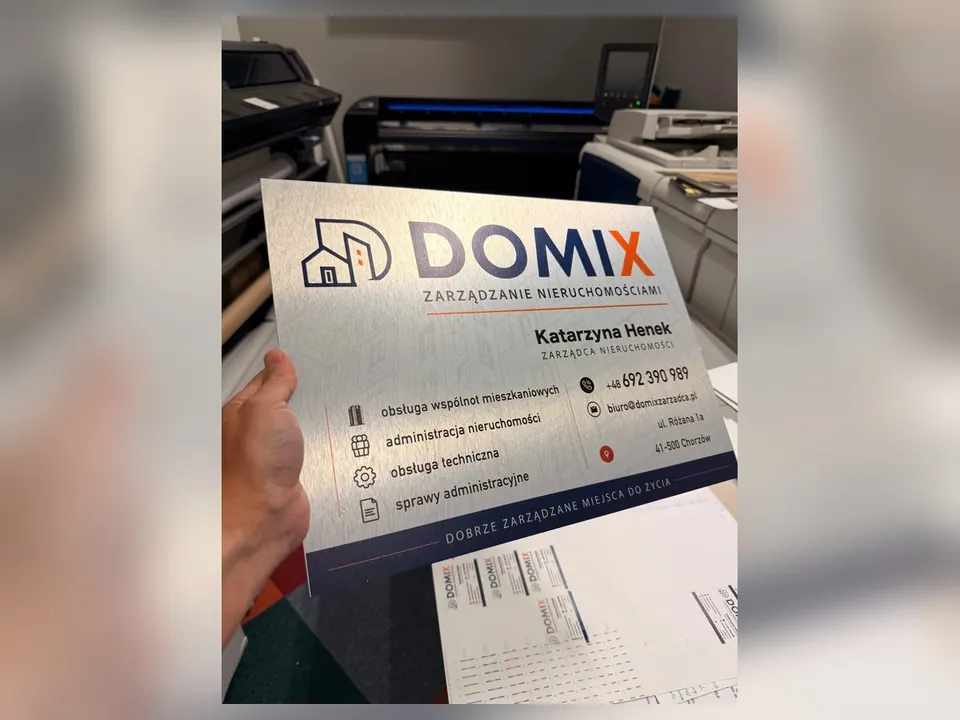 DOMIX
ZARZĄDZANIE NIERUCHOMOŚCIAMI
Katarzyna Henek
ZARZĄDCA NIERUCHOMOŚCI
obsługa wspólnot mieszkaniowych
administracja nieruchomości
obsługa techniczna
sprawy administracyjne
+48 692 390 989
biuro@domixzarzadca.pl
ul. Różana 1a
41-500 Chorzów
DOBRZE ZARZĄDZANE MIEJSCA DO ŻYCIA
DOMIX
DOMIX
DOMIX
DOMIX